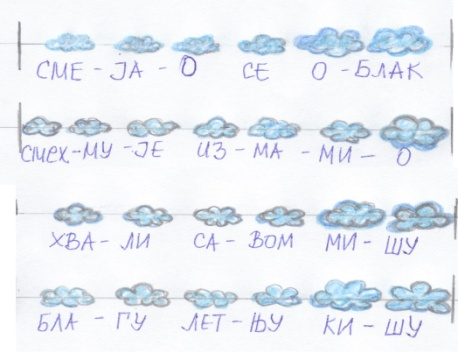 СМЕ - ЈА - О СЕ О - БЛАК
СМЕХ - МУ - ЈЕ ИЗ - МА - МИ - О
ХВА - ЛИ СА - ВОМ МИ - ШУ
БЛА - ГУ ЛЕТ - ЊУ КИ - ШУ